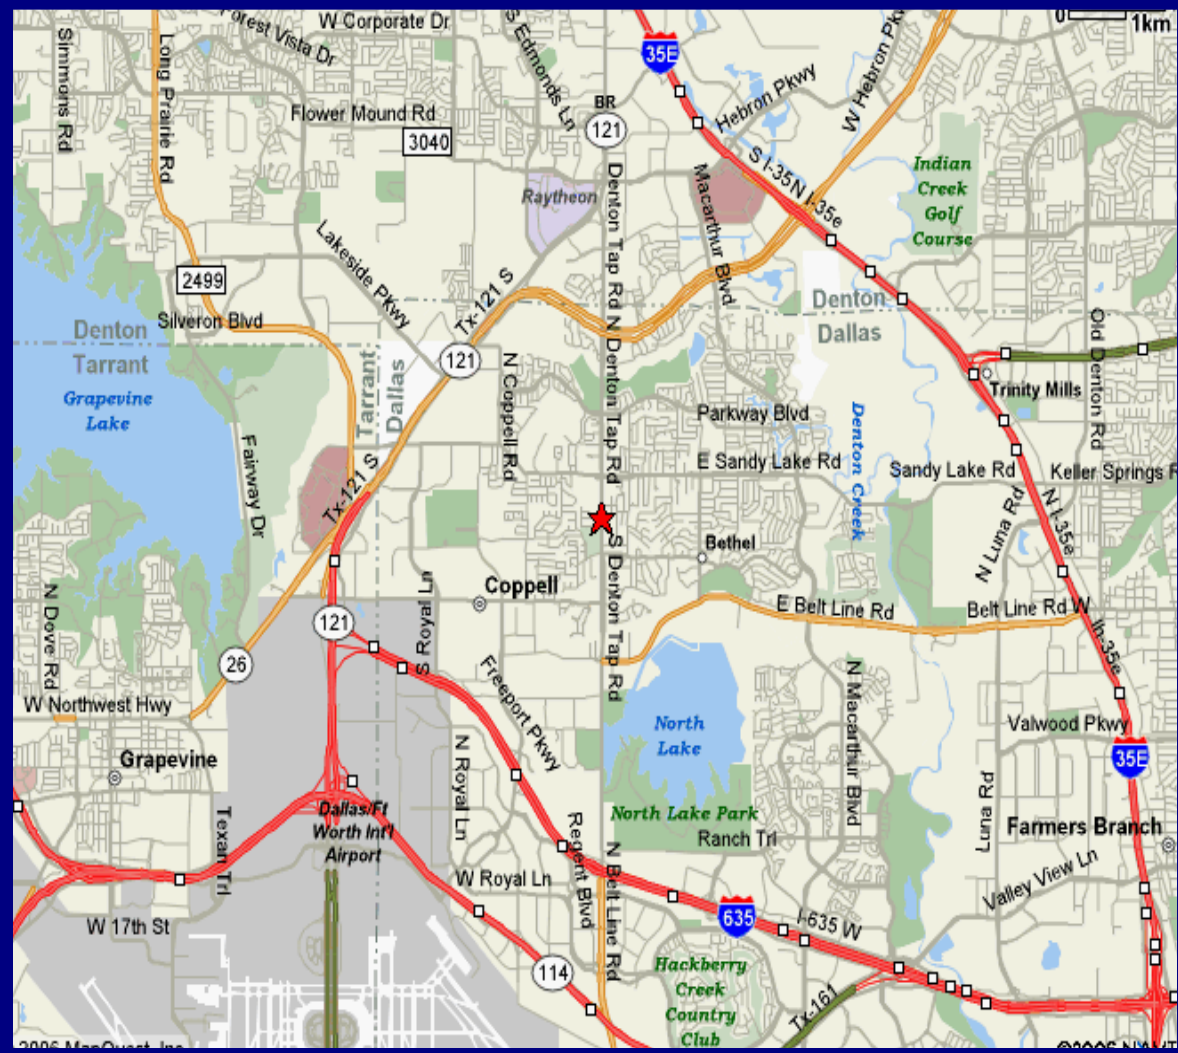 W Corporate Dr
0
1km
Forest Vista Dr
S Edmonds Ln
35E
Simmons Rd
Long Prairie Rd
W Hebron Pkwy
Hebron Pkwy
Flower Mound Rd
BR
121
3040
S I-35N I-35e
Indian
Creek
Golf
Course
Raytheon
Macarthur Blvd
Denton Tap Rd
Lakeside Pkwy
2499
Tx-121 S
Denton
Dallas
Silveron Blvd
Denton
Tarrant
N Denton Tap Rd
Old Denton Rd
121
Tarrant
Dallas
N Coppell Rd
Trinity Mills
Grapevine
Lake
Parkway Blvd
Denton Creek
Fairway Dr
E Sandy Lake Rd
Sandy Lake Rd
Keller Springs R
Tx-121 S
N Luna Rd
N I-35e
S Denton Tap Rd
Bethel
Coppell
S Royal Ln
N Dove Rd
E Belt Line Rd
Belt Line Rd W
121
Ih-35e
26
Freeport Pkwy
N Macarthur Blvd
W Northwest Hwy
North
Lake
Valwood Pkwy
Grapevine
N Royal Ln
35E
Luna Rd
Dallas/Ft
Worth Int'l
Airport
North Lake Park
Texan Trl
Regent Blvd
Ranch Trl
Farmers Branch
N Belt Line Rd
W Royal Ln
Valley View Ln
W 17th St
635
I-635 W
114
Hackberry
Creek
Country
Club
Tx-161
2006 MapQuest, Inc
©2006 NAVT